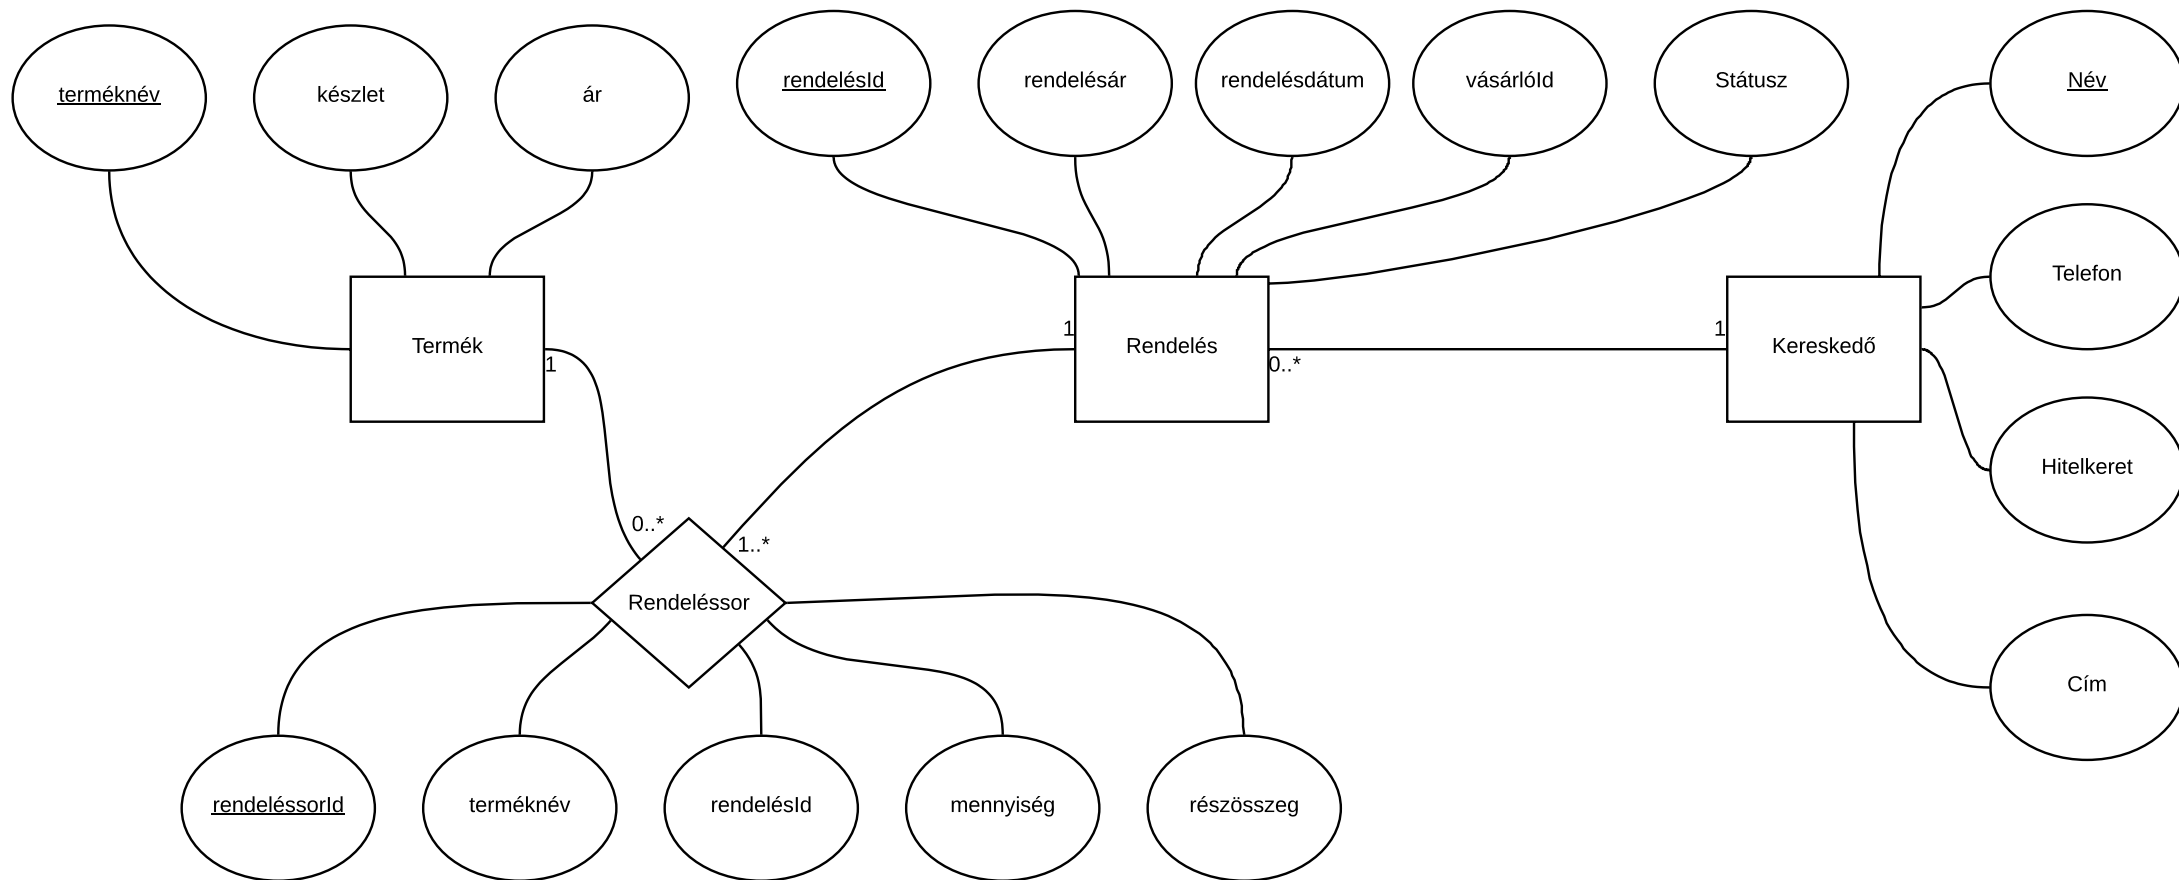 terméknév
készlet
ár
rendelésId
rendelésár
rendelésdátum
vásárlóId
Státusz
Név
Telefon
Termék
1
1
Rendelés
0..*
1
Kereskedő
Hitelkeret
0..*
1..*
Rendeléssor
Cím
rendeléssorId
terméknév
rendelésId
mennyiség
részösszeg